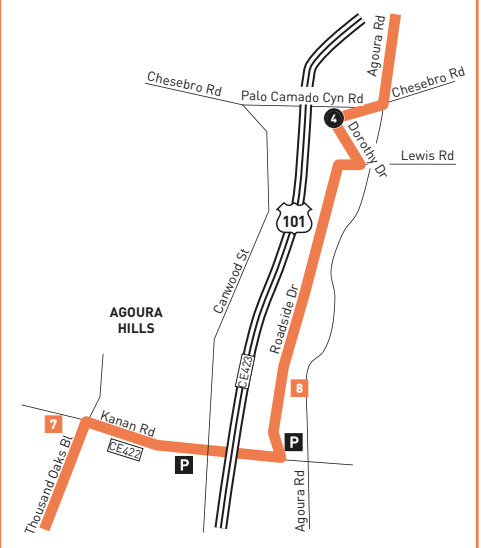 Agoura Rd
Chesebro Rd
Palo Camado Cyn Rd
Chesebro Rd
4
Dorothy Dr
Lewis Rd
101
Canwood St
Roadside Dr
AGOURA
HILLS
CE423
8
7
Kanan Rd
CE422
P
P
Thousand Oaks Bl
Agoura Rd